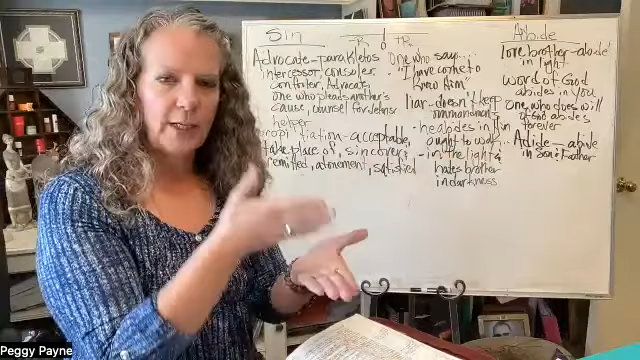 Sin
Advocate-parakletos
intercessor, consoler
comforter, Advocate
one who pleads another's
cause, counsel for defense
helper
propitiation-acceptable,
take place of, sin cover,
remitted, atonement, satisfied
One who say....
"I have come to
know Him"
liar-doesn't keep
commandments
- he abides in Him
ought to walk
- in the light &
hates brother
in darkness
Abide
love brother-abide
in light
word of God
abides in you
one who does will
of God abides
forever
Abide-abide
in Son & Father
Peggy Payne